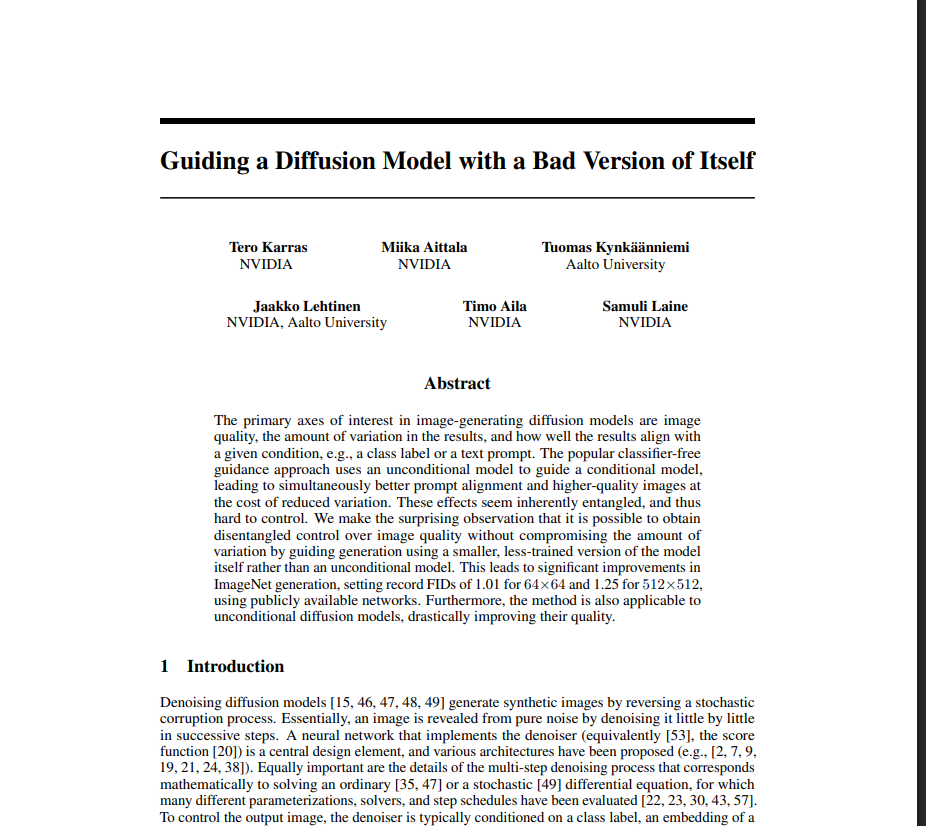 Guiding a Diffusion Model with a Bad Version of Itself
Tero Karras Miika Aittala Tuomas Kynkäänniemi
NVIDIA NVIDIA Aalto University
Jaakko Lehtinen Timo Aila Samuli Laine
NVIDIA, Aalto University NVIDIA NVIDIA
Abstract
The primary axes of interest in image-generating diffusion models are image
quality, the amount of variation in the results, and how well the results align with
a given condition, e.g., a class label or a text prompt. The popular classifier-free
guidance approach uses an unconditional model to guide a conditional model,
leading to simultaneously better prompt alignment and higher-quality images at
the cost of reduced variation. These effects seem inherently entangled, and thus
hard to control. We make the surprising observation that it is possible to obtain
disentangled control over image quality without compromising the amount of
variation by guiding generation using a smaller, less-trained version of the model
itself rather than an unconditional model. This leads to significant improvements in
ImageNet generation, setting record FIDs of 1.01 for 64×64 and 1.25 for 512×512,
using publicly available networks. Furthermore, the method is also applicable to
unconditional diffusion models, drastically improving their quality.
1 Introduction
Denoising diffusion models [15, 46, 47, 48, 49] generate synthetic images by reversing a stochastic
corruption process. Essentially, an image is revealed from pure noise by denoising it little by little
in successive steps. A neural network that implements the denoiser (equivalently [53], the score
function [20]) is a central design element, and various architectures have been proposed (e.g., [2, 7, 9,
19, 21, 24, 38]). Equally important are the details of the multi-step denoising process that corresponds
mathematically to solving an ordinary [35, 47] or a stochastic [49] differential equation, for which
many different parameterizations, solvers, and step schedules have been evaluated [22, 23, 30, 43, 57].
To control the output image, the denoiser is typically conditioned on a class label, an embedding of a